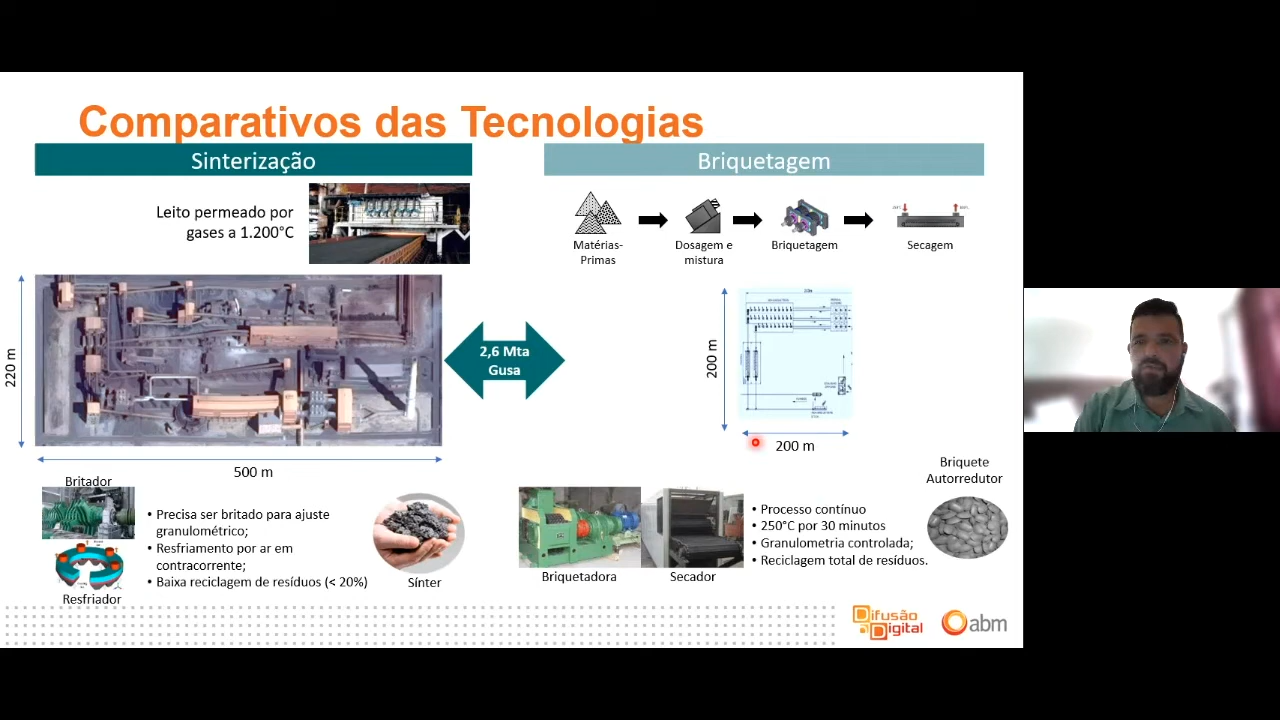 Comparativos das Tecnologias
Sinterização
Leito permeado por
gases a 1.200°C
220 m
500 m
Britador
Resfriador
• Precisa ser britado para ajuste
granulométrico;
• Resfriamento por ar em
contracorrente;
• Baixa reciclagem de resíduos (< 20%)
Sínter
2,6 Mta
Gusa
Briquetagem
Matérias-
Primas
Dosagem e
mistura
Briquetagem
Secagem
200 m
200 m
Briquetadora
Secador
• Processo contínuo
• 250°C por 30 minutos
• Granulometria controlada;
• Reciclagem total de resíduos.
Briquete
Autorredutor
Difusão
Digital
abm